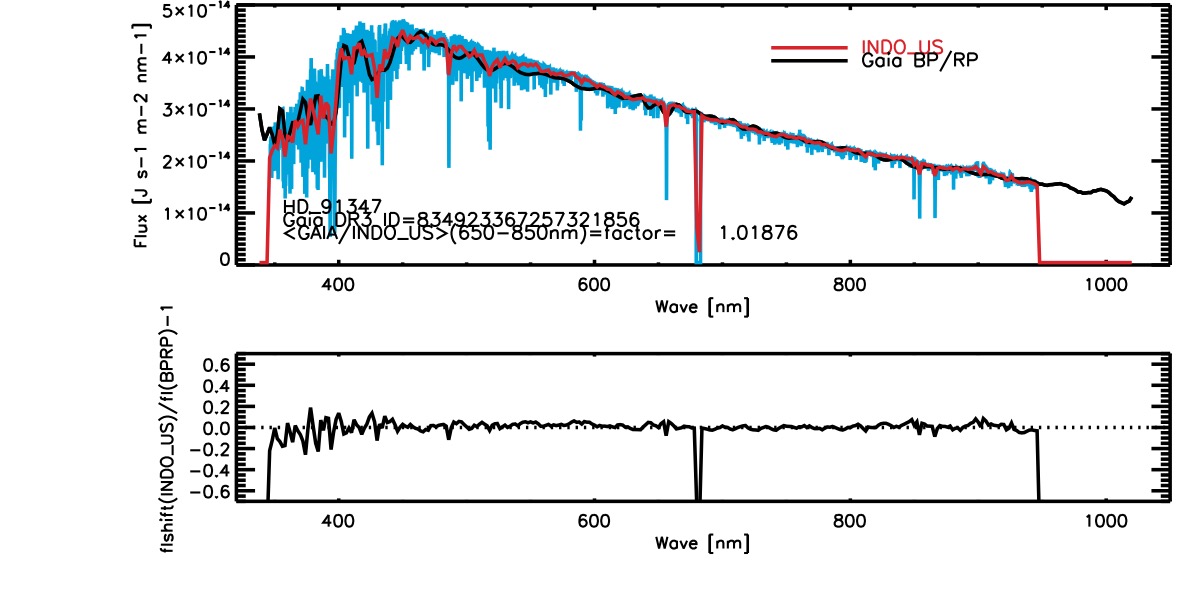 5×10−14
4×10−14
3×10−14
2×10−14
1×10−14
0
Flux [J s−1 m−2 nm−1]
INDO_US
Gaia BP/RP
HD_91347
Gaia DR3 ID=834923367257321856
<GAIA/INDO_US>(650−850nm)=factor= 1.01876
400 600 800 1000
Wave [nm]
flshift(INDO_US)/fl(BPRP)−1
0.6
0.4
0.2
0.0
−0.2
−0.4
−0.6
400 600 800 1000
Wave [nm]